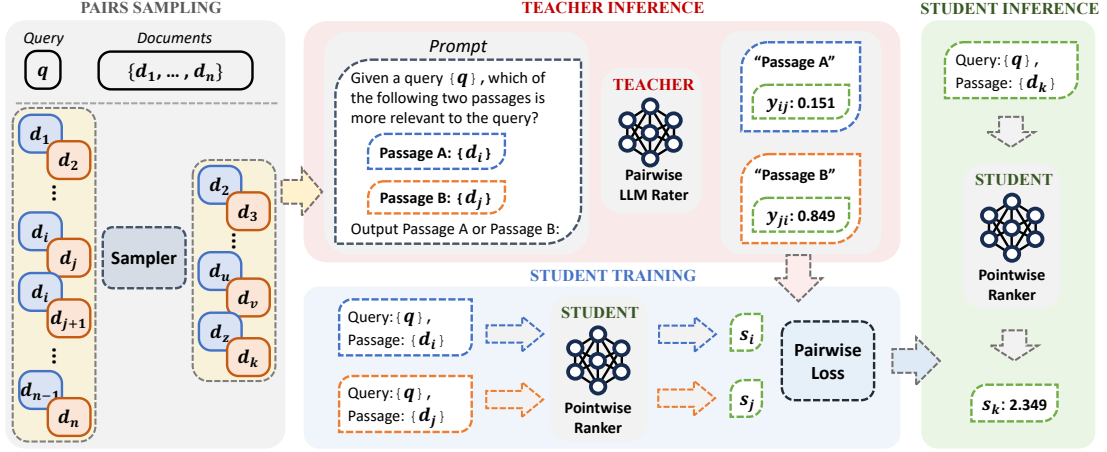 PAIRS SAMPLING
Query
Documents
q
{d₁, ..., dₙ}
d₁
d₂
...
dᵢ
dⱼ
dᵢ
dⱼ₊₁
...
dₙ₋₁
dₙ
Sampler
d₂
d₃
...
dᵤ
dᵥ
d_z
dₖ
TEACHER INFERENCE
Prompt
Given a query {q} , which of
the following two passages is
more relevant to the query?
Passage A: {dᵢ}
Passage B: {dⱼ}
Output Passage A or Passage B:
TEACHER
Pairwise
LLM Rater
“Passage A”
yᵢⱼ: 0.151
“Passage B”
yⱼᵢ: 0.849
STUDENT TRAINING
Query:{q} ,
Passage: {dᵢ}
Query:{q} ,
Passage: {dⱼ}
STUDENT
Pointwise
Ranker
sᵢ
sⱼ
Pairwise
Loss
STUDENT INFERENCE
Query:{q} ,
Passage: {dₖ}
STUDENT
Pointwise
Ranker
sₖ: 2.349